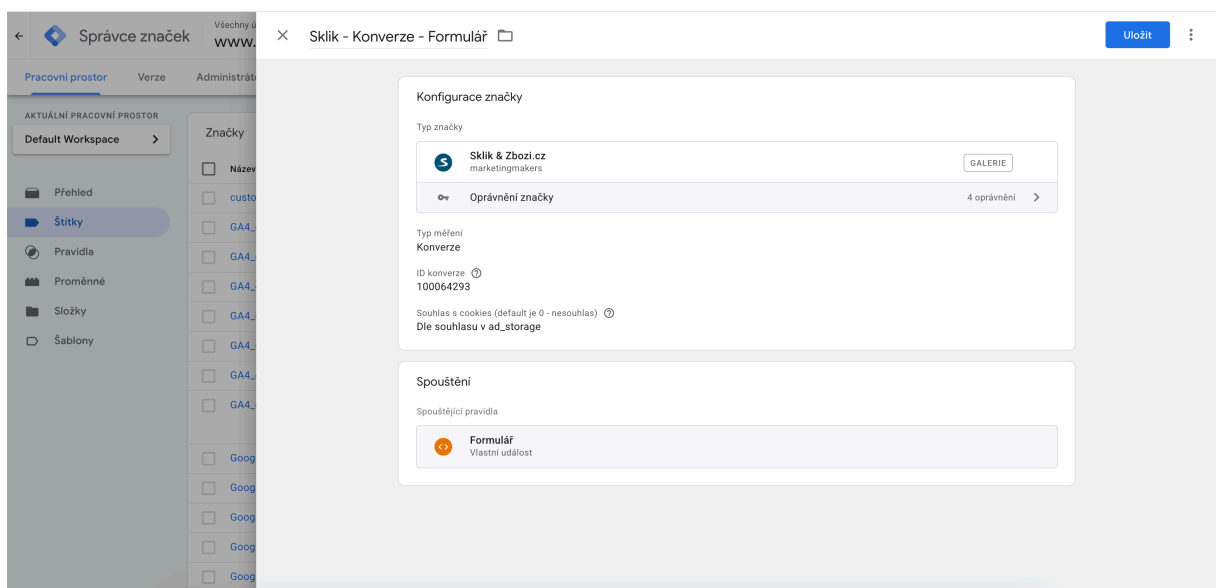 Všechny ú
Správce značek
www.
Sklik - Konverze - Formulář
Uložit
Pracovní prostor
Verze
Administrát
AKTUÁLNÍ PRACOVNÍ PROSTOR
Default Workspace
Přehled
Štítky
Pravidla
Proměnné
Složky
Šablony
Značky
Název
custo
GA4_
GA4_
GA4_
GA4_
GA4_
GA4_
GA4_
Goog
Goog
Goog
Goog
Goog
Konfigurace značky
Typ značky
Sklik & Zbozi.cz
marketingmakers
GALERIE
Oprávnění značky
4 oprávnění
Typ měření
Konverze
ID konverze
100064293
Souhlas s cookies (default je 0 - nesouhlas)
Dle souhlasu v ad_storage
Spouštění
Spouštějící pravidla
Formulář
Vlastní událost